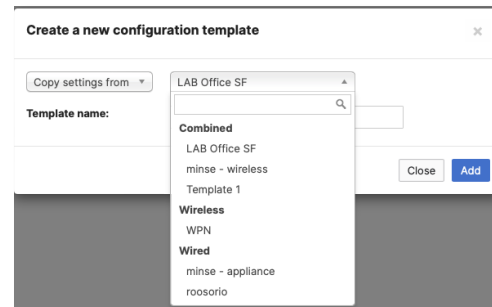 Create a new configuration template ×
Copy settings from LAB Office SF
Template name:
Combined
LAB Office SF
minse - wireless
Template 1
Wireless
WPN
Wired
minse - appliance
roosorio
Close Add